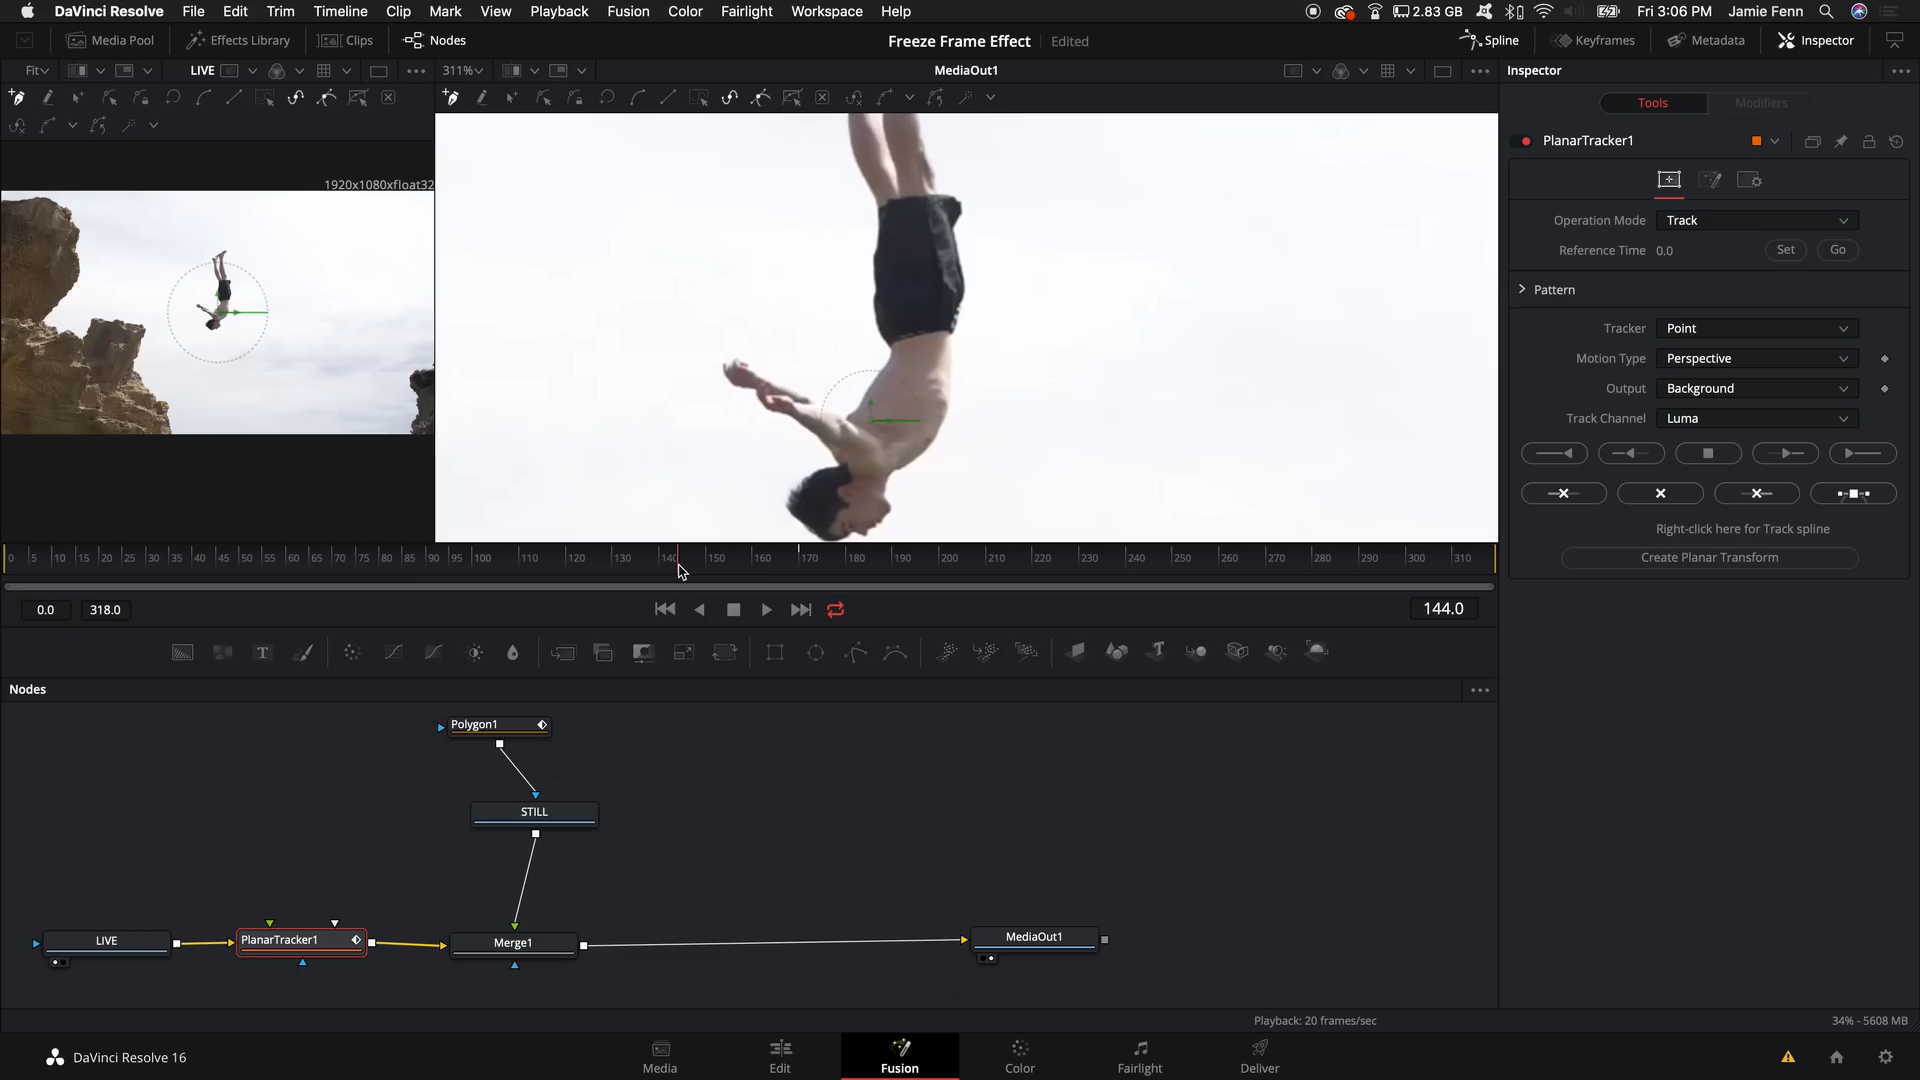 DaVinci Resolve File Edit Trim Timeline Clip Mark View Playback Fusion Color Fairlight Workspace Help 2.83 GB Fri 3:06 PM Jamie Fenn
Media Pool Effects Library Clips Nodes Freeze Frame Effect Edited Spline Keyframes Metadata Inspector
Fit LIVE 311% MediaOut1 Inspector
Tools Modifiers
PlanarTracker1
1920x1080xfloat32
Operation Mode Track
Reference Time 0.0 Set Go
Pattern
Tracker Point
Motion Type Perspective
Output Background
Track Channel Luma
Right-click here for Track spline
Create Planar Transform
0 5 10 15 20 25 30 35 40 45 50 55 60 65 70 75 80 85 90 95 100 110 120 130 140 150 160 170 180 190 200 210 220 230 240 250 260 270 280 290 300 310
0.0 318.0 144.0
T T
Nodes
Polygon1
STILL
LIVE PlanarTracker1 Merge1 MediaOut1
Playback: 20 frames/sec 34% - 5608 MB
DaVinci Resolve 16 Media Edit Fusion Color Fairlight Deliver